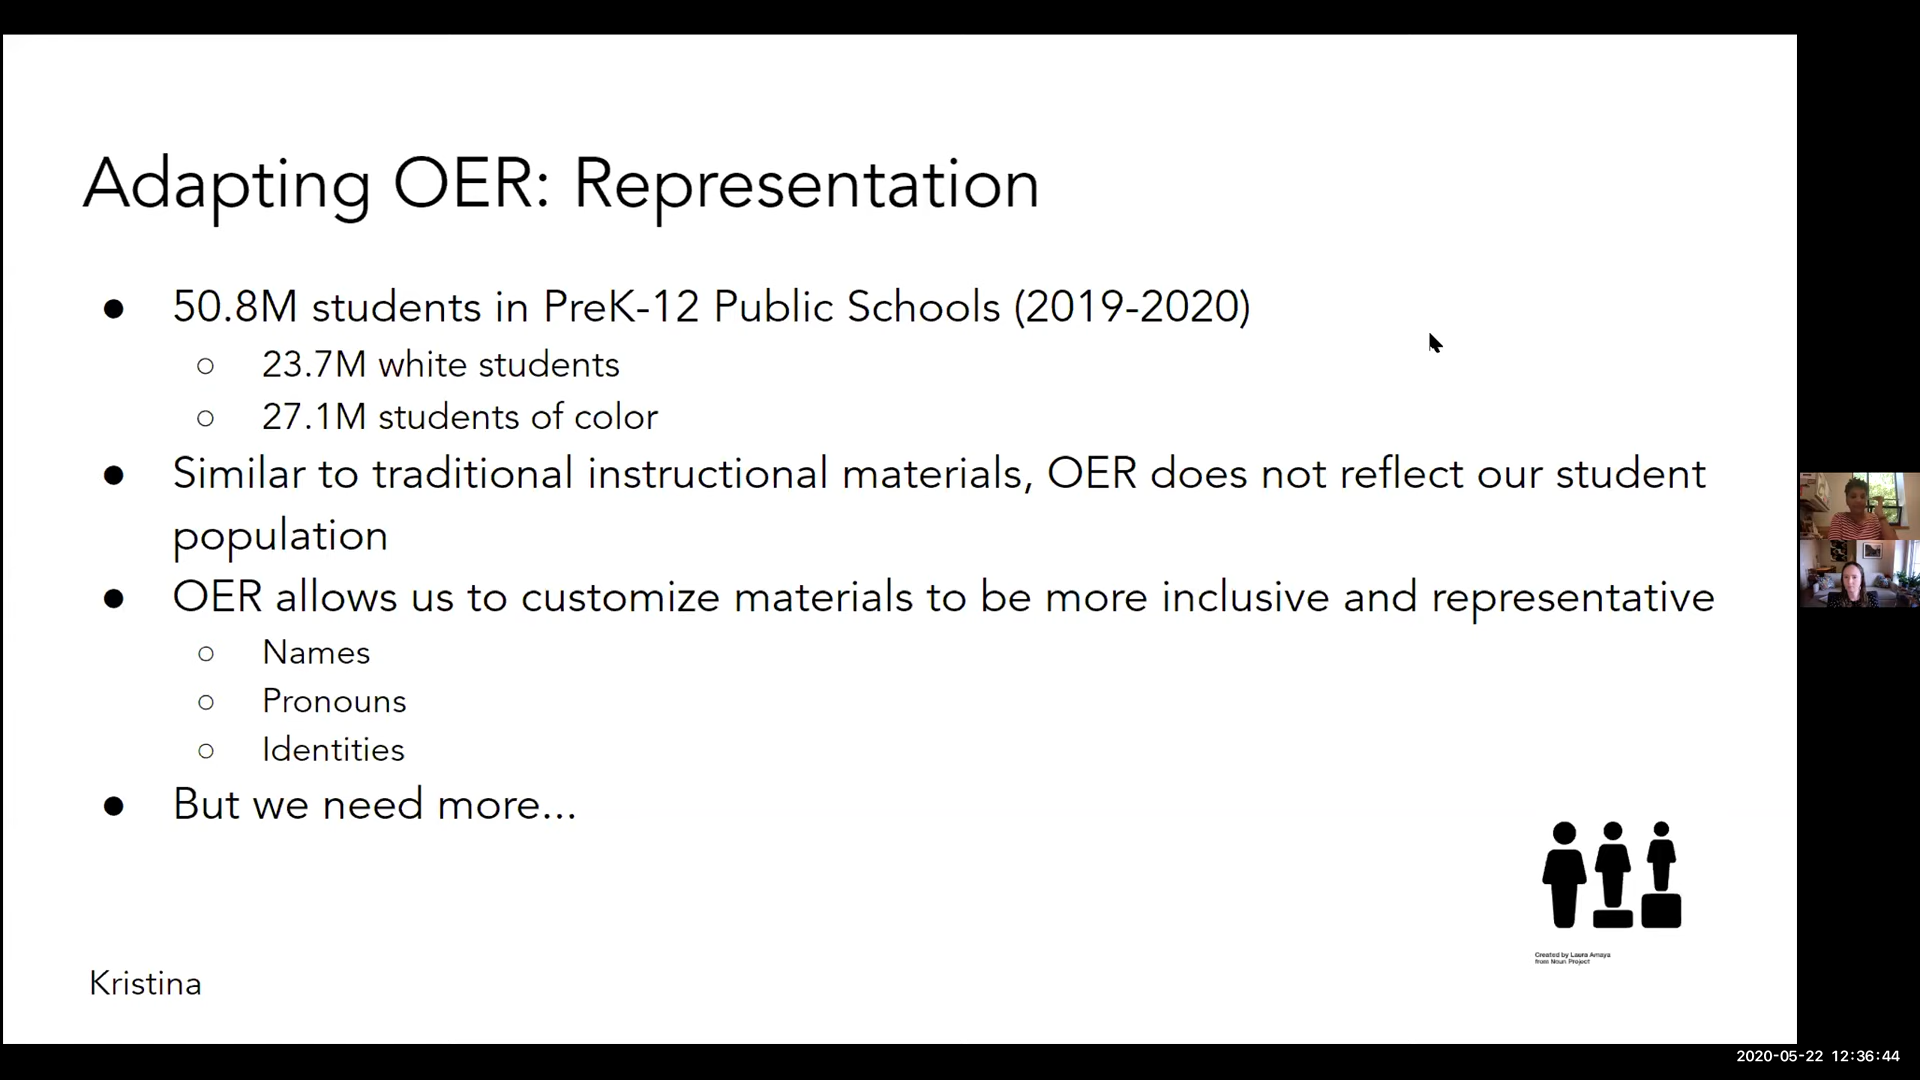 Adapting OER: Representation
● 50.8M students in PreK-12 Public Schools (2019-2020)
○ 23.7M white students
○ 27.1M students of color
● Similar to traditional instructional materials, OER does not reflect our student
population
● OER allows us to customize materials to be more inclusive and representative
○ Names
○ Pronouns
○ Identities
● But we need more...
Created by Laura Amaya
from Noun Project
Kristina
2020-05-22 12:36:44